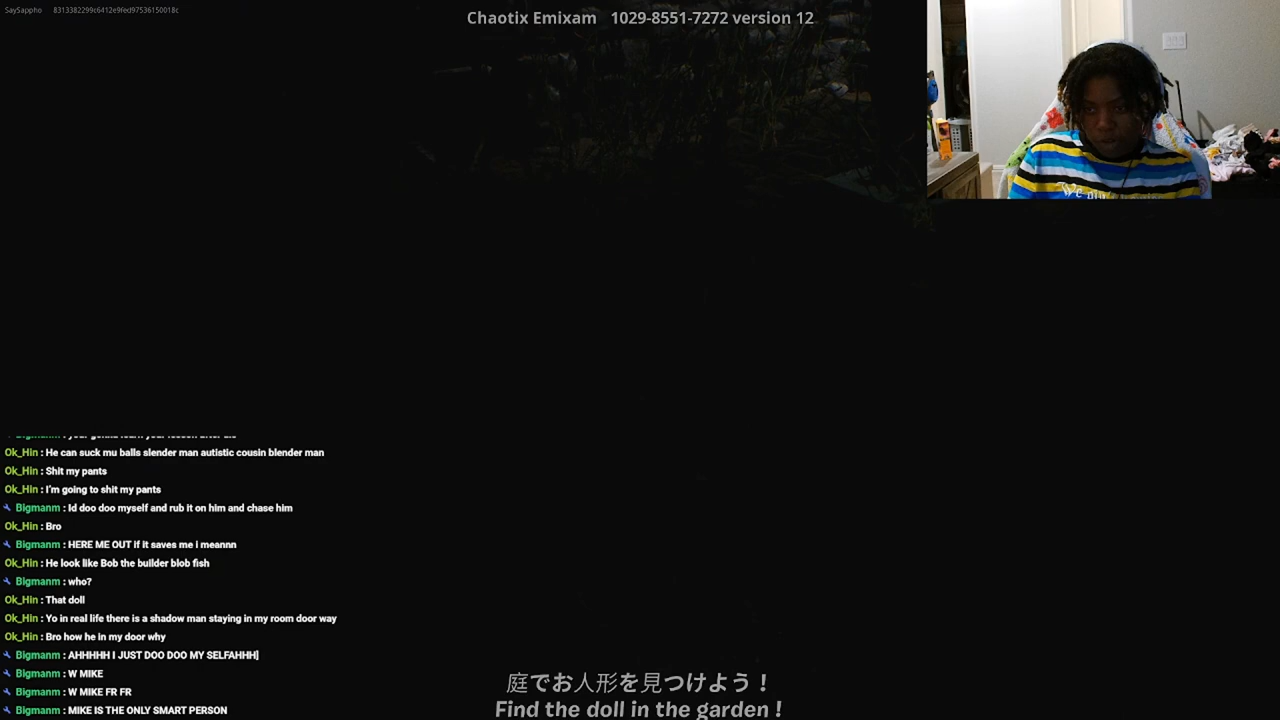 SaySappho 8313382299c6412e9fed97536150018c
Chaotix Emixam 1029-8551-7272 version 12
Ok_Hin : He can suck mu balls slender man autistic cousin blender man
Ok_Hin : Shit my pants
Ok_Hin : I'm going to shit my pants
Bigmanm : Id doo doo myself and rub it on him and chase him
Ok_Hin : Bro
Bigmanm : HERE ME OUT if it saves me i meannn
Ok_Hin : He look like Bob the builder blob fish
Bigmanm : who?
Ok_Hin : That doll
Ok_Hin : Yo in real life there is a shadow man staying in my room door way
Ok_Hin : Bro how he in my door why
Bigmanm : AHHHHH I JUST DOO DOO MY SELFAHHH]
Bigmanm : W MIKE
Bigmanm : W MIKE FR FR
Bigmanm : MIKE IS THE ONLY SMART PERSON
庭でお人形を見つけよう！
Find the doll in the garden !